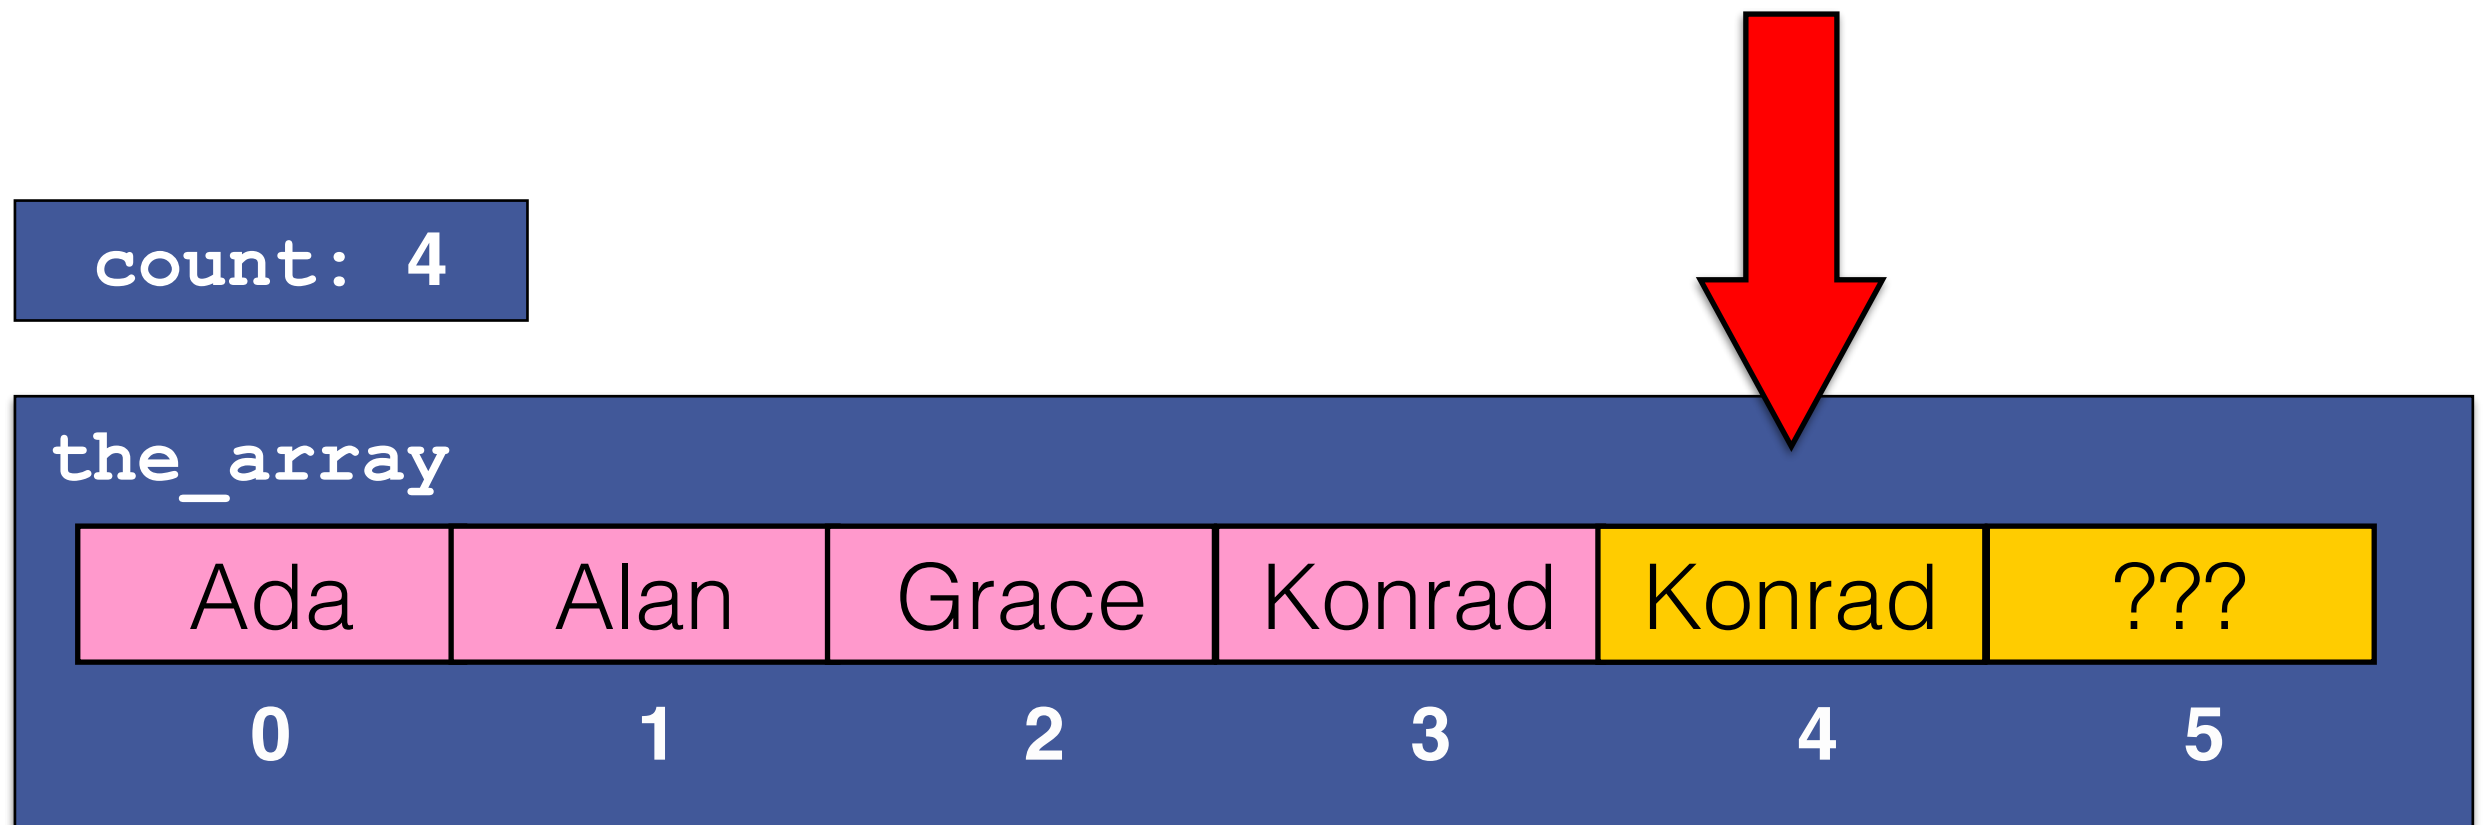 count: 4
the_array
Ada Alan Grace Konrad Konrad ???
0 1 2 3 4 5